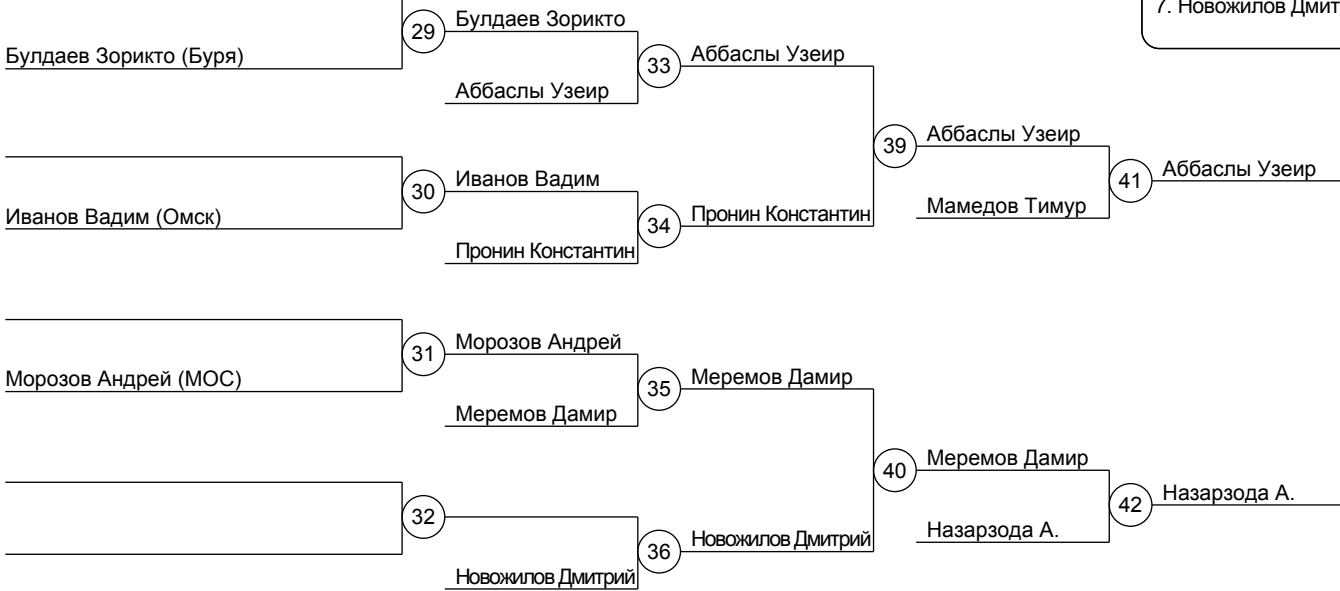 7. Новожилов Дмит
29
Булдаев Зорикто
Булдаев Зорикто (Буря)
33
Аббаслы Узеир
Аббаслы Узеир
39
Аббаслы Узеир
30
Иванов Вадим
41
Аббаслы Узеир
Иванов Вадим (Омск)
34
Пронин Константин
Мамедов Тимур
Пронин Константин
31
Морозов Андрей
Морозов Андрей (МОС)
35
Меремов Дамир
Меремов Дамир
40
Меремов Дамир
32
42
Назарзода А.
36
Новожилов Дмитрий
Назарзода А.
Новожилов Дмитрий